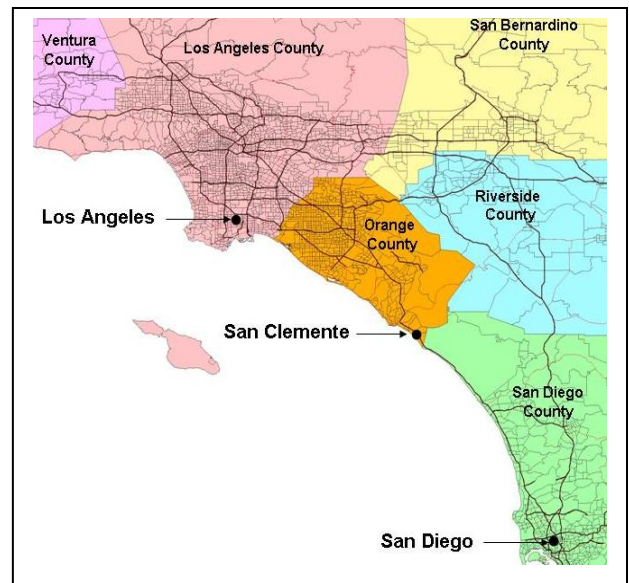 San Bernardino
County
Ventura
County
Los Angeles County
Riverside
County
Los Angeles
Orange
County
San Clemente
San Diego
County
San Diego